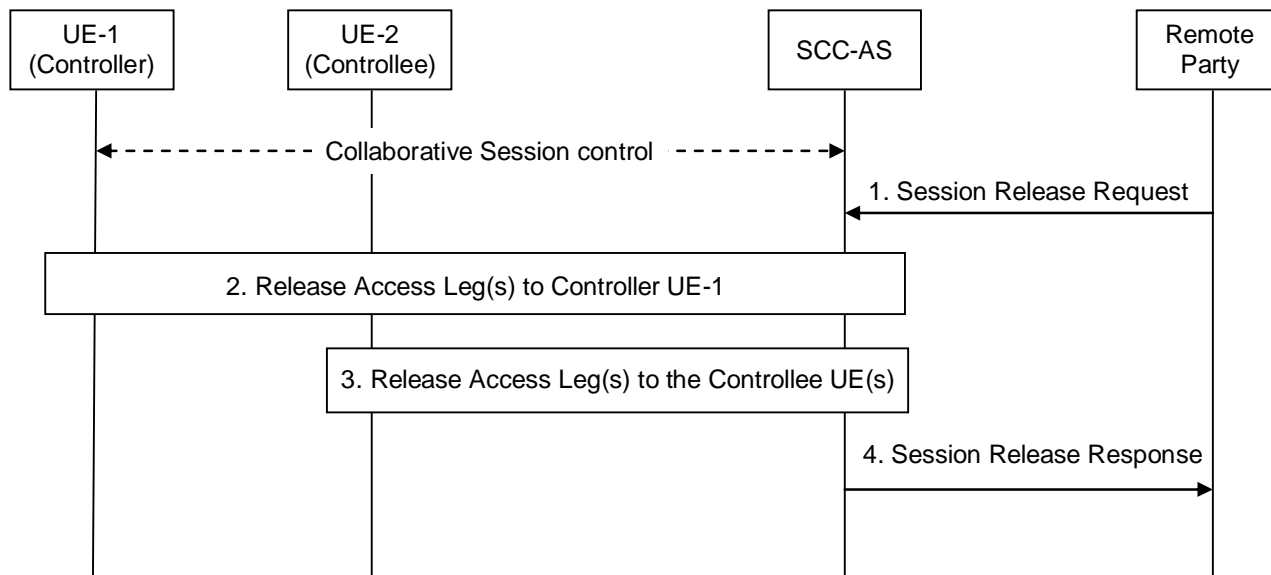 UE-1
(Controller)
UE-2
(Controllee)
SCC-AS
Remote
Party
Collaborative Session control
1. Session Release Request
2. Release Access Leg(s) to Controller UE-1
3. Release Access Leg(s) to the Controllee UE(s)
4. Session Release Response